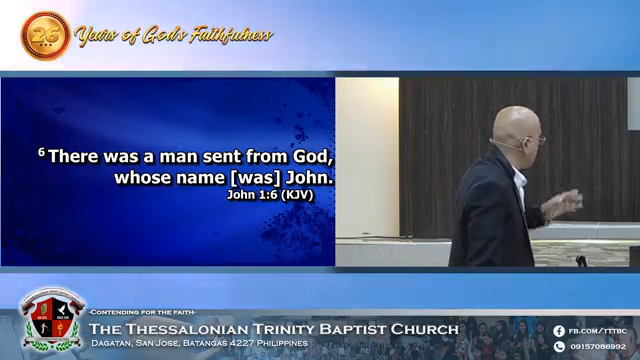 26
Years of God's Faithfulness
6 There was a man sent from God,
whose name [was] John.
John 1:6 (KJV)
-Contending for the faith-
The Thessalonian Trinity Baptist Church
Dagatan, San Jose, Batangas 4227 Philippines
FB.COM/TTTBC
09157086992